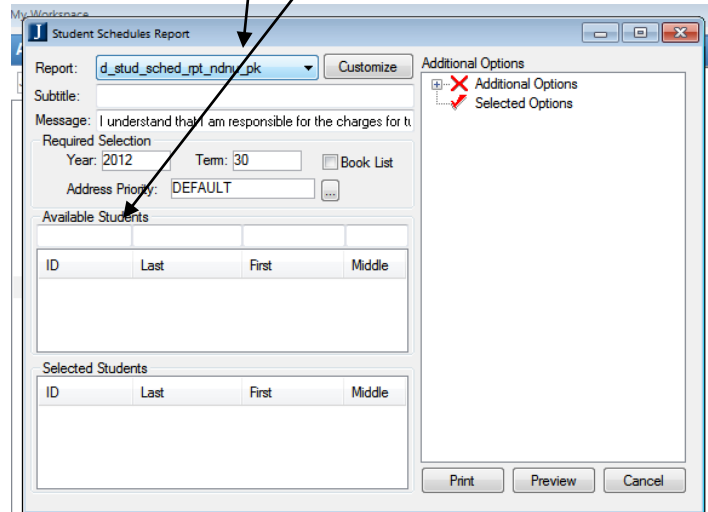 My Workspace
J Student Schedules Report
Report: d_stud_sched_rpt_ndnu_pk Customize
Subtitle:
Message: I understand that I am responsible for the charges for tu
Required Selection
Year: 2012 Term: 30 Book List
Address Priority: DEFAULT ...
Available Students
ID Last First Middle
Selected Students
ID Last First Middle
Additional Options
Additional Options
Selected Options
Print Preview Cancel